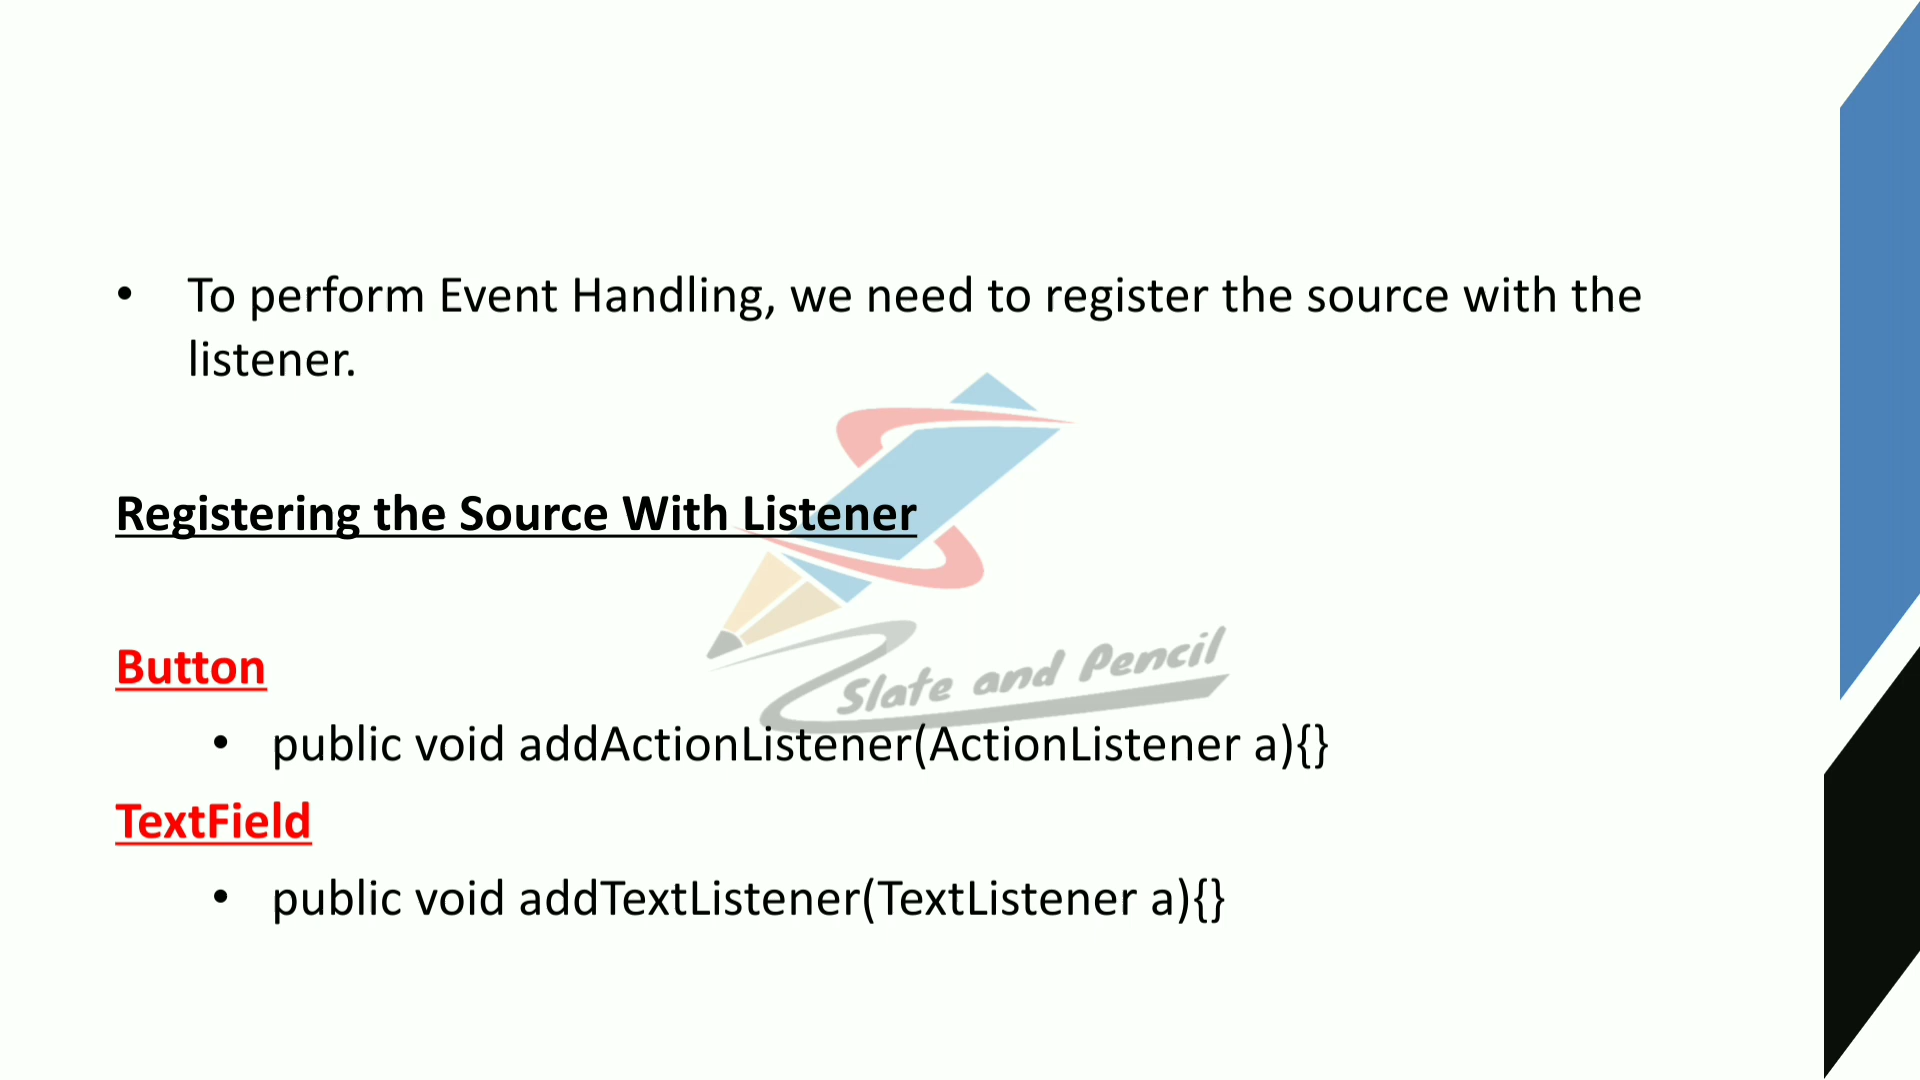 • To perform Event Handling, we need to register the source with the
listener.
Registering the Source With Listener
Slate and Pencil
Button
• public void addActionListener(ActionListener a){}
TextField
• public void addTextListener(TextListener a){}